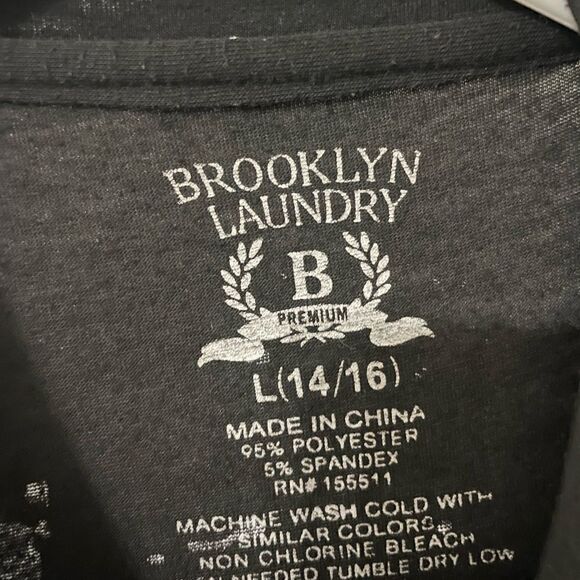 BROOKLYN
LAUNDRY
B
PREMIUM
L(14/16)
MADE IN CHINA
95% POLYESTER
5% SPANDEX
RN# 155511
MACHINE WASH COLD WITH
SIMILAR COLORS
NON CHLORINE BLEACH
NEEDED TUMBLE DRY LOW